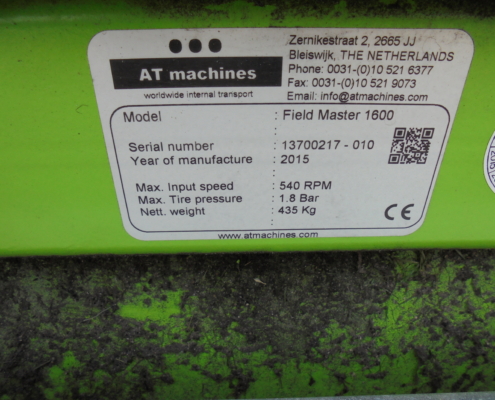 AT machines
worldwide internal transport
Zernikestraat 2, 2665 JJ
Bleiswijk, THE NETHERLANDS
Phone: 0031-(0)10 521 6377
Fax: 0031-(0)10 521 9073
Email: info@atmachines.com
Model : Field Master 1600
Serial number : 13700217 - 010
Year of manufacture : 2015
Max. Input speed : 540 RPM
Max. Tire pressure : 1.8 Bar
Nett. weight : 435 Kg
CE
www.atmachines.com